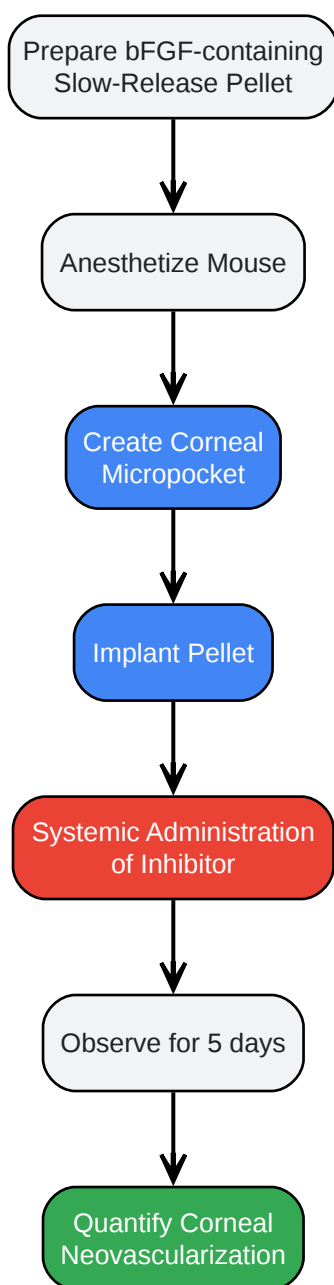 Prepare bFGF-containing
Slow-Release Pellet
Anesthetize Mouse
Create Corneal
Micropocket
Implant Pellet
Systemic Administration
of Inhibitor
Observe for 5 days
Quantify Corneal
Neovascularization